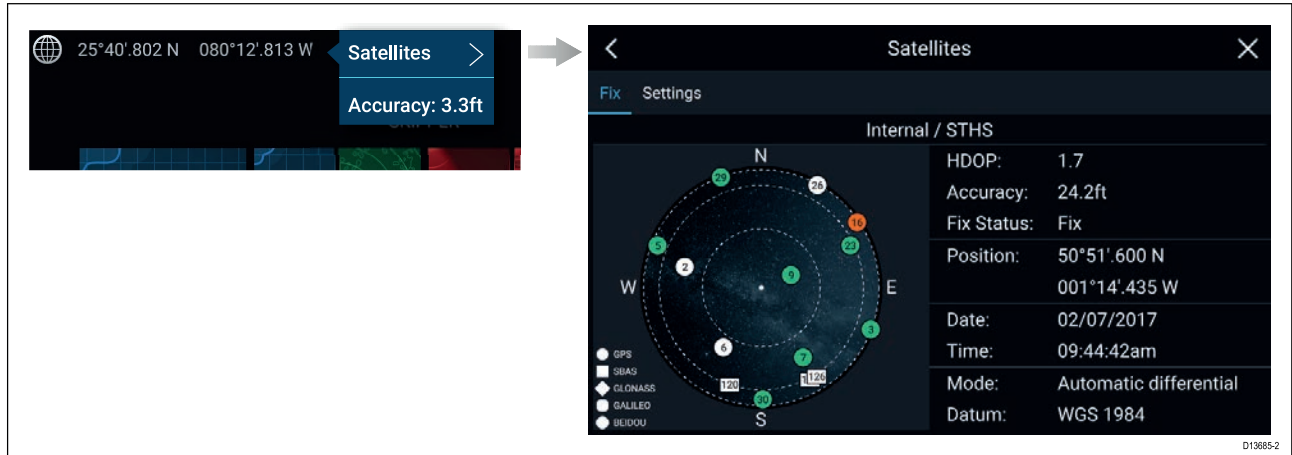 25°40'.802 N 080°12'.813 W
Satellites
Accuracy: 3.3ft
Satellites
Fix Settings
Internal / STHS
N
29
26
16
5
23
2
9
W
E
3
6
7
120
126
30
S
GPS
SBAS
GLONASS
GALILEO
BEIDOU
HDOP: 1.7
Accuracy: 24.2ft
Fix Status: Fix
Position: 50°51'.600 N
001°14'.435 W
Date: 02/07/2017
Time: 09:44:42am
Mode: Automatic differential
Datum: WGS 1984
D13685-2